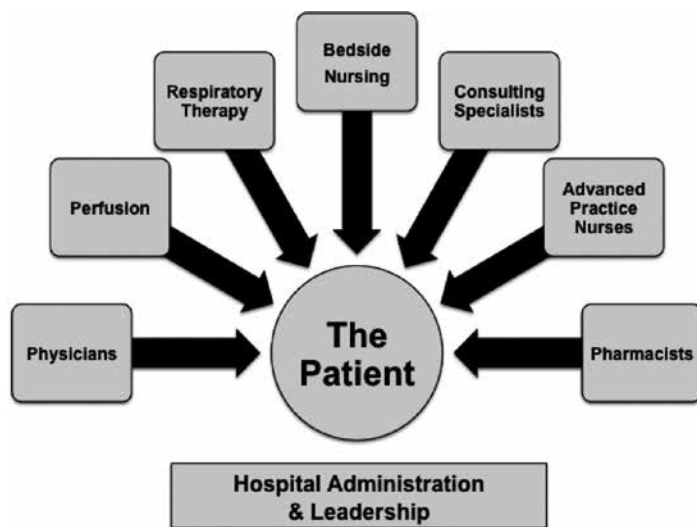 Bedside
Nursing
Respiratory
Therapy
Consulting
Specialists
Perfusion
Advanced
Practice
Nurses
Physicians
The
Patient
Pharmacists
Hospital Administration
& Leadership